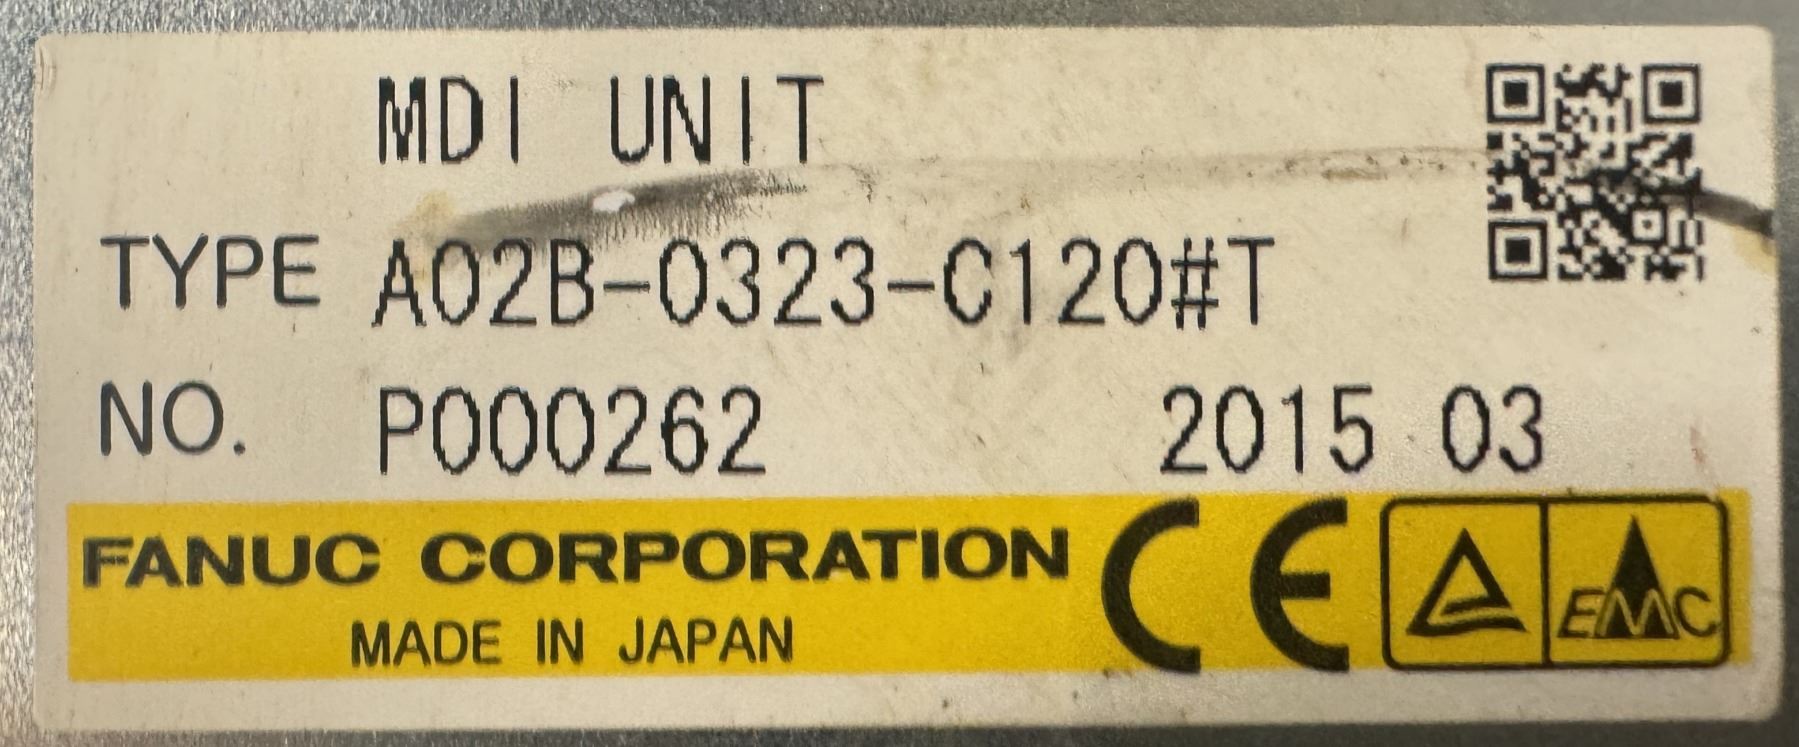 MDI UNIT
TYPE A02B-0323-C120#T
NO. P000262 2015 03
FANUC CORPORATION CE EMC
MADE IN JAPAN